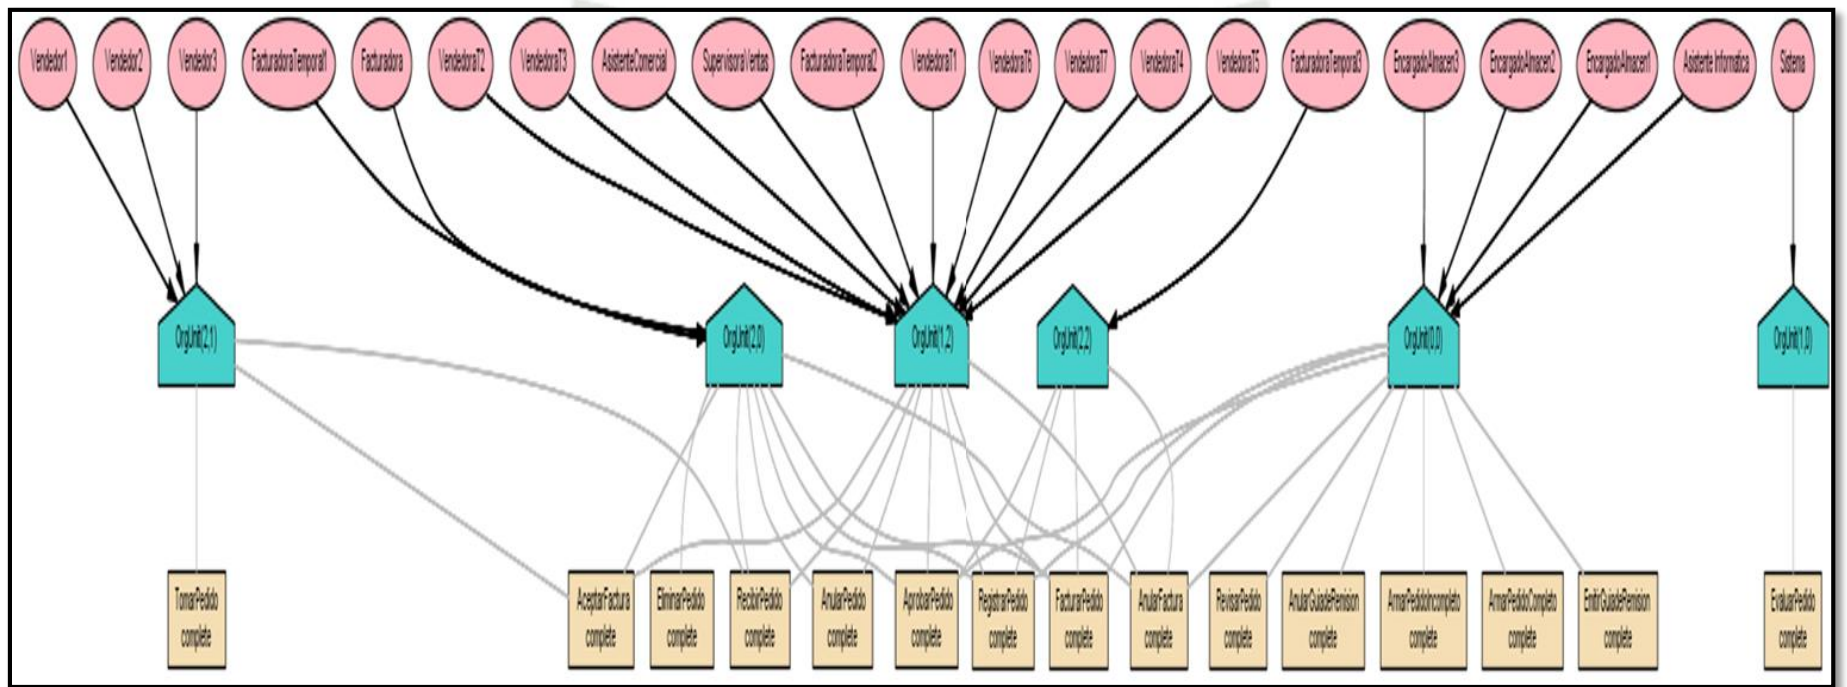 Vendedor1
Vendedor2
Vendedor3
FacturadoraTemporal1
Facturadora
VendedoraT2
VendedoraT3
AsistenteComercial
SupervisoraVentas
FacturadoraTemporal2
VendedoraT1
VendedoraT6
VendedoraT7
VendedoraT4
VendedoraT5
FacturadoraTemporal3
EncargadoAlmacen3
EncargadoAlmacen2
EncargadoAlmacen1
Asistente Informatica
Sistema
OrgUnit(2,1)
OrgUnit(2,0)
OrgUnit(1,2)
OrgUnit(2,2)
OrgUnit(0,0)
OrgUnit(1,0)
TomarPedido
complete
AceptarFactura
complete
EliminarPedido
complete
RecibirPedido
complete
AnularPedido
complete
AprobarPedido
complete
RegistrarPedido
complete
FacturarPedido
complete
AnularFactura
complete
RevisarPedido
complete
AnularGuiadeRemision
complete
ArmarPedidoIncompleto
complete
ArmarPedidoCompleto
complete
EmitirGuiadeRemision
complete
EvaluarPedido
complete